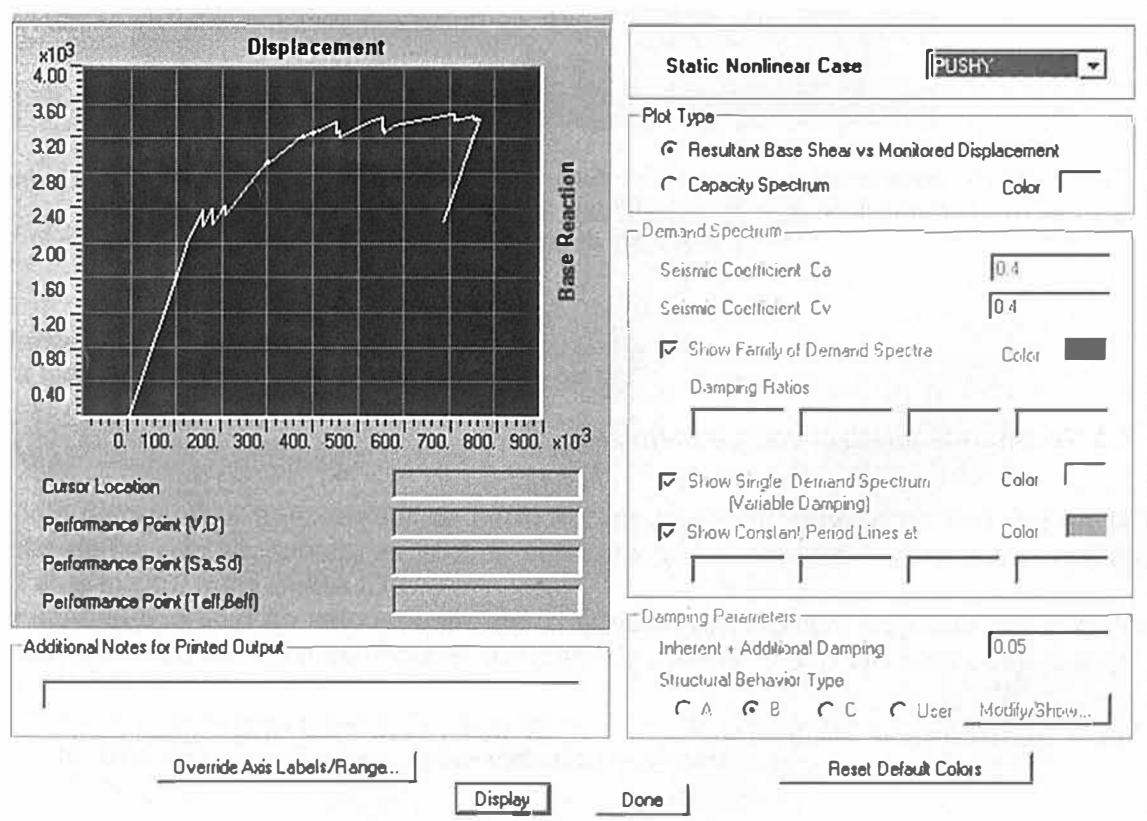 Displacement
x10³
4.00
3.60
3.20
2.80
2.40
2.00
1.60
1.20
0.80
0.40
Base Reaction
0. 100. 200. 300. 400. 500. 600. 700. 800. 900. x10³
Cursor Location
Performance Point (V,D)
Performance Point (Sa,Sd)
Performance Point (Teff,Beff)
Additional Notes for Printed Output
Static Nonlinear Case PUSHY
Plot Type
Resultant Base Shear vs Monitored Displacement
Capacity Spectrum Color
Demand Spectrum
Seismic Coefficient Ca 0.4
Seismic Coefficient Cv 0.4
Show Family of Demand Spectra Color
Damping Ratios
Show Single Demand Spectrum Color
(Variable Damping)
Show Constant Period Lines at Color
Damping Parameters
Inherent + Additional Damping 0.05
Structural Behavior Type
A B C User Modify/Show...
Override Axis Labels/Range... Reset Default Colors
Display Done